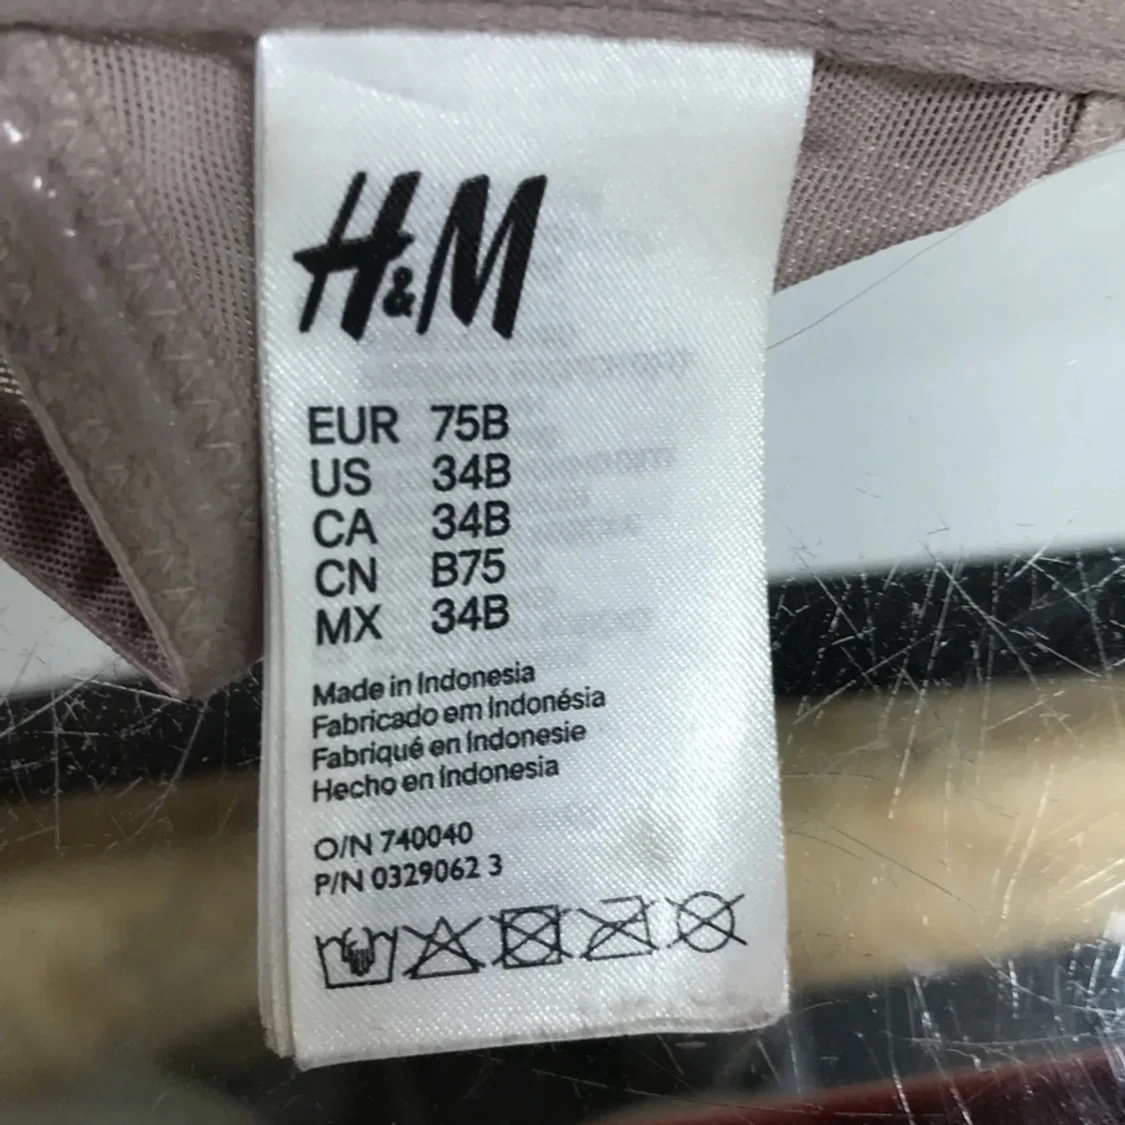 H&M
EUR 75B
US 34B
CA 34B
CN B75
MX 34B
Made in Indonesia
Fabricado em Indonésia
Fabriqué en Indonesie
Hecho en Indonesia
O/N 740040
P/N 0329062 3